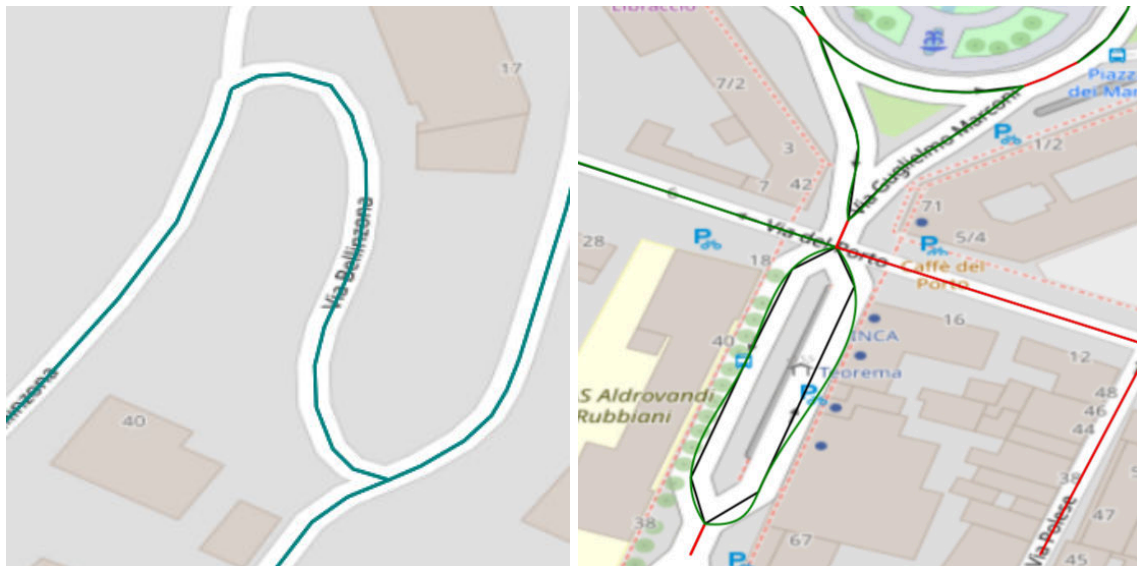 17
Via Bellinzona
inzona
40
Libraccio
7/2
3
7
42
6
28
Via del Porto
18
Via Guglielmo Marconi
Piazz
dei Mar
1/2
71
5/4
Caffè del
Porto
16
INCA
Teorema
40
S Aldrovandi
Rubbiani
12
48
46
44
38
47
45
Via Polese
38
67